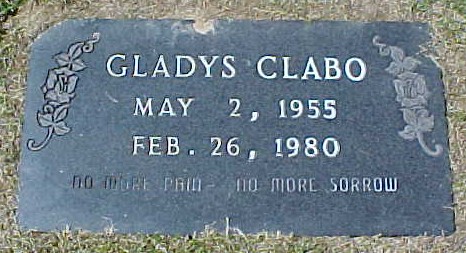 GLADYS CLABO
MAY 2, 1955
FEB. 26, 1980
NO MORE PAIN - NO MORE SORROW